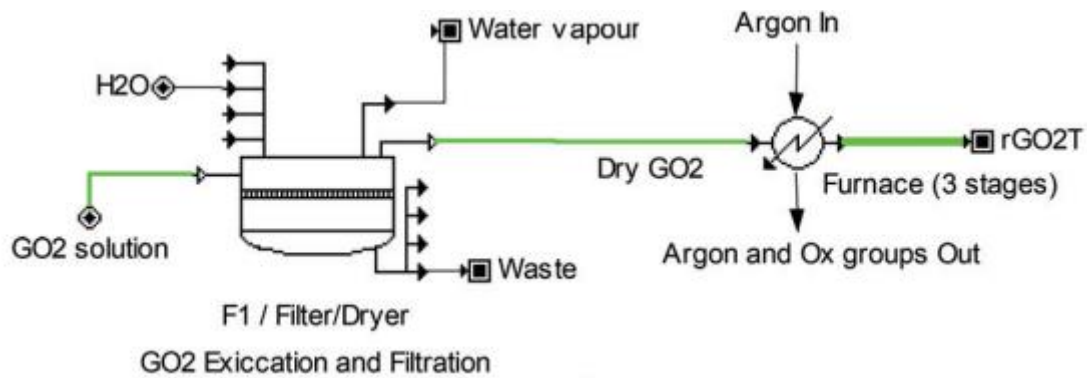 Water vapour
Argon In
H2O
Dry GO2
rGO2T
Furnace (3 stages)
GO2 solution
Argon and Ox groups Out
Waste
F1 / Filter/Dryer
GO2 Exiccation and Filtration